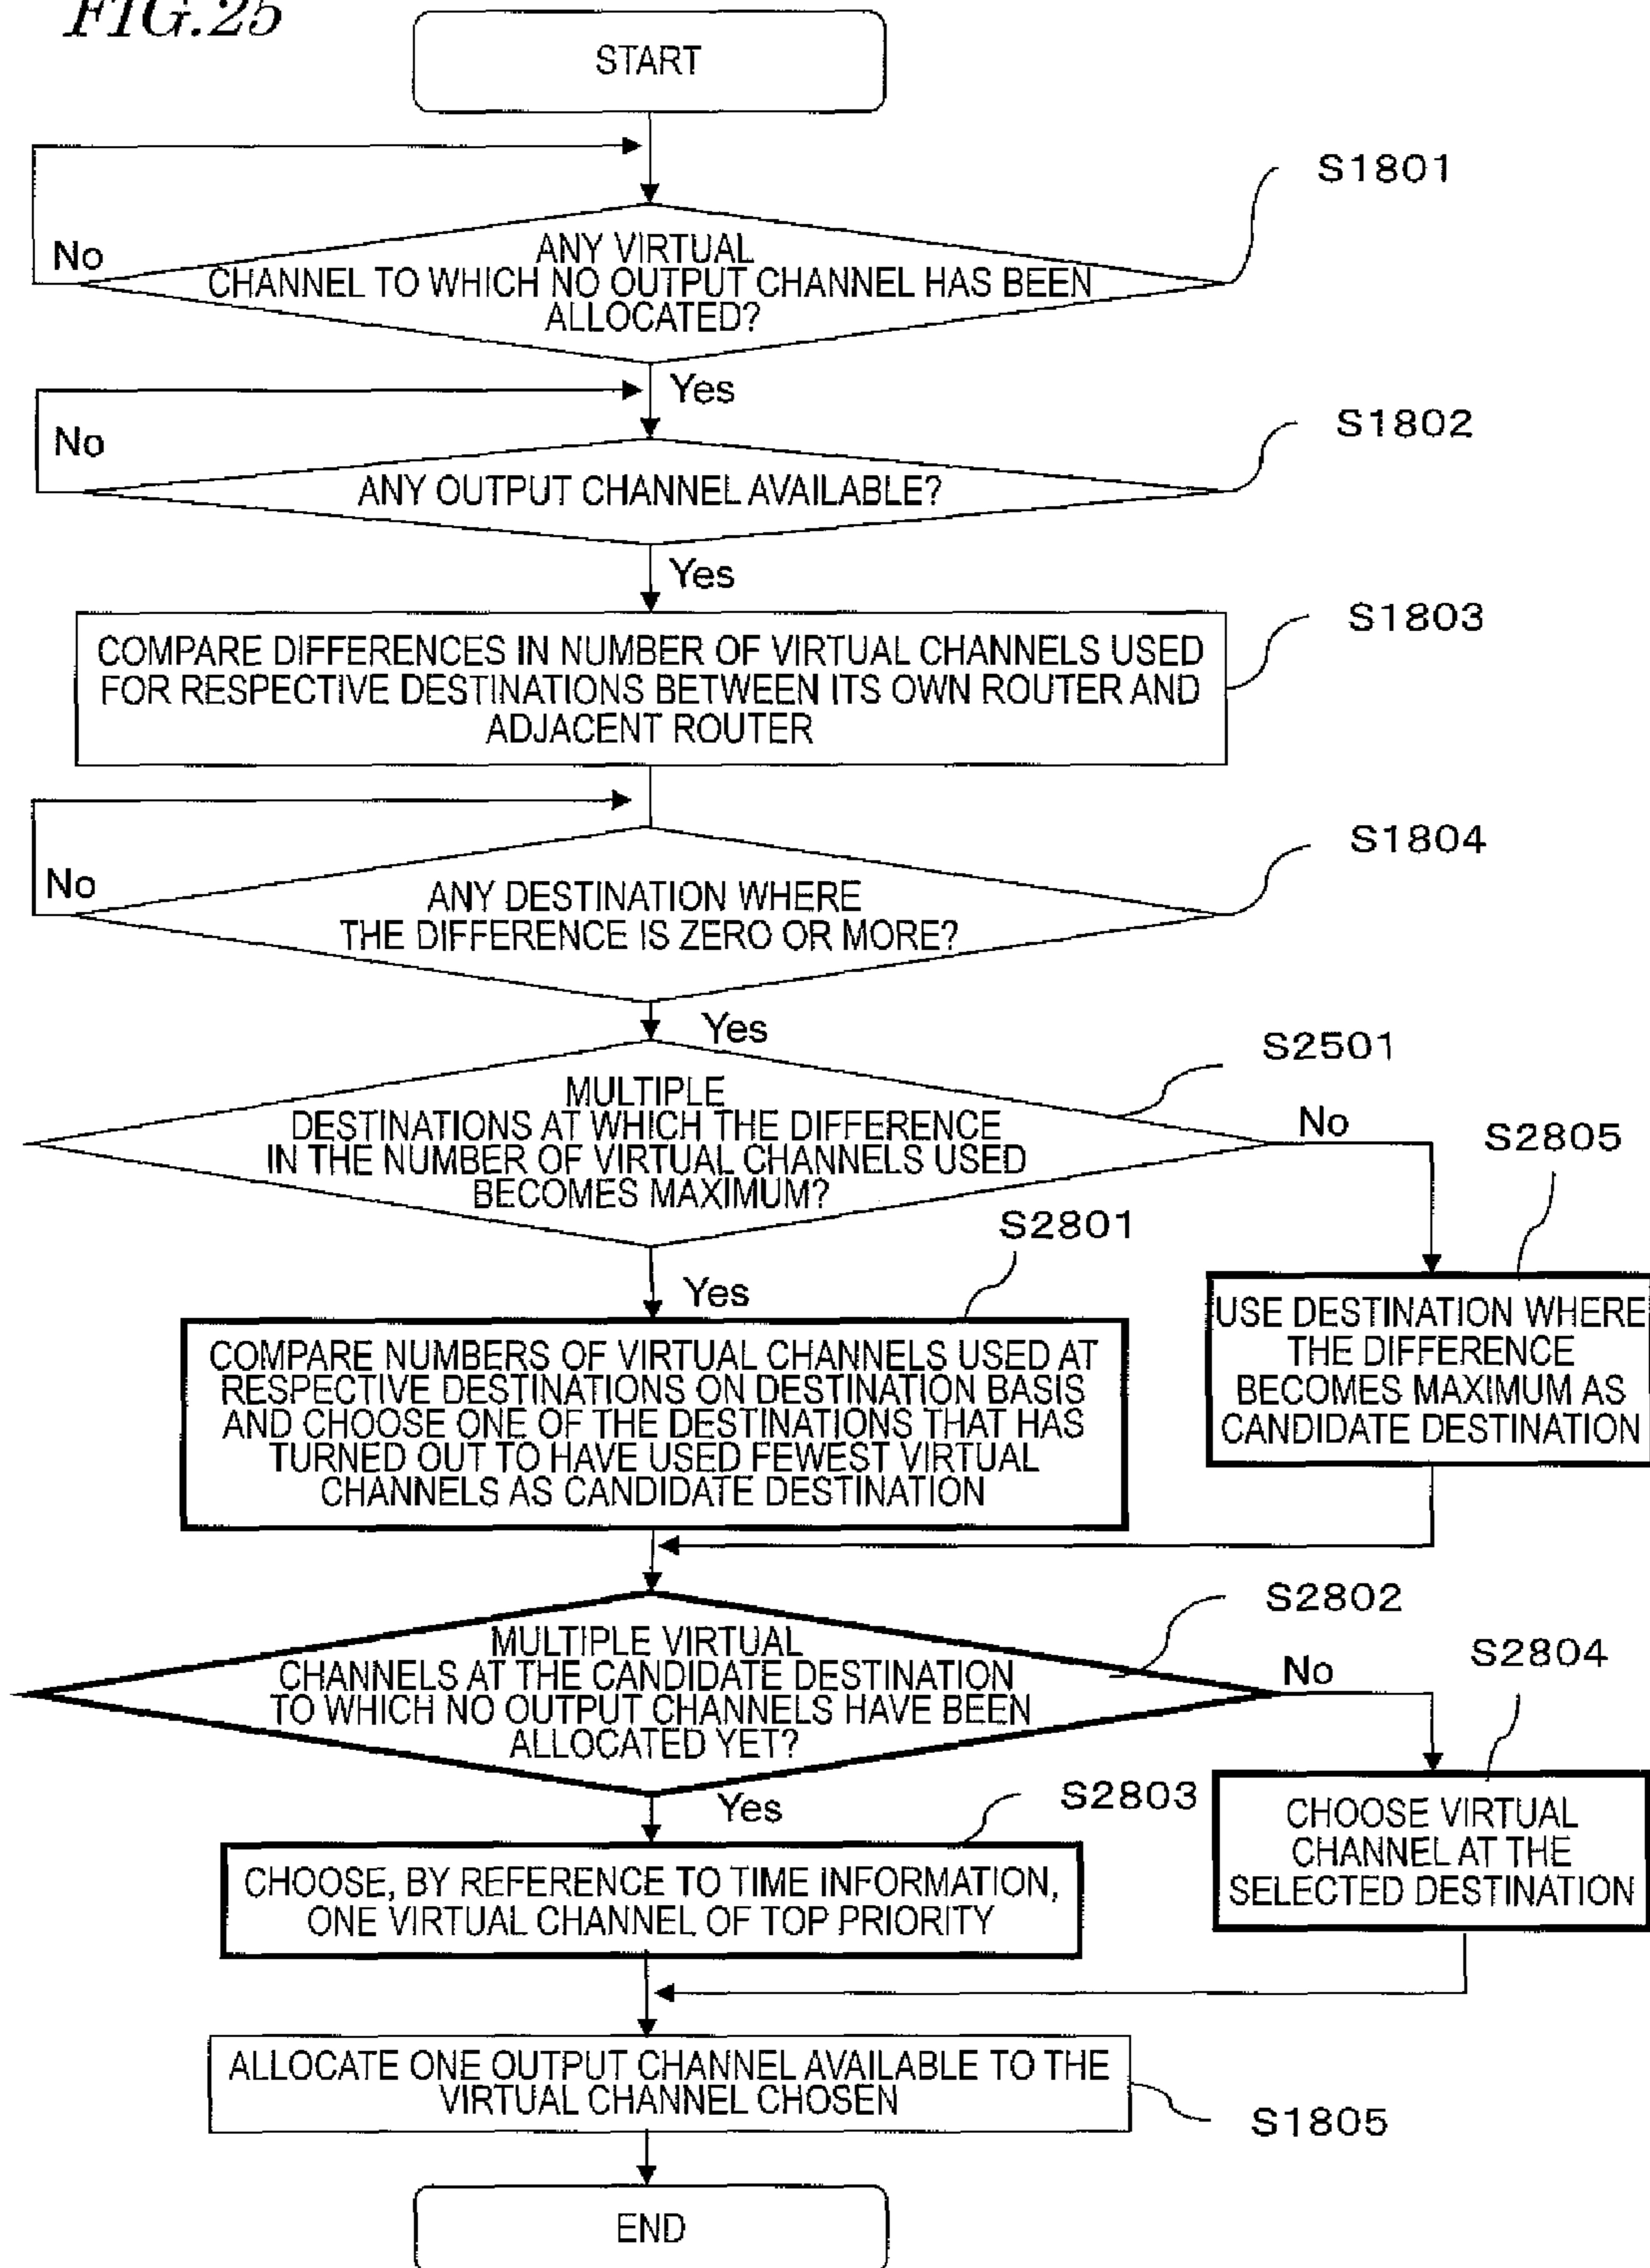 FIG.25
START
S1801
No
ANY VIRTUAL
CHANNEL TO WHICH NO OUTPUT CHANNEL HAS BEEN
ALLOCATED?
Yes
S1802
No
ANY OUTPUT CHANNEL AVAILABLE?
Yes
S1803
COMPARE DIFFERENCES IN NUMBER OF VIRTUAL CHANNELS USED
FOR RESPECTIVE DESTINATIONS BETWEEN ITS OWN ROUTER AND
ADJACENT ROUTER
S1804
No
ANY DESTINATION WHERE
THE DIFFERENCE IS ZERO OR MORE?
Yes
S2501
MULTIPLE
DESTINATIONS AT WHICH THE DIFFERENCE
IN THE NUMBER OF VIRTUAL CHANNELS USED
BECOMES MAXIMUM?
No
S2805
S2801
Yes
USE DESTINATION WHERE
THE DIFFERENCE
BECOMES MAXIMUM AS
CANDIDATE DESTINATION
COMPARE NUMBERS OF VIRTUAL CHANNELS USED AT
RESPECTIVE DESTINATIONS ON DESTINATION BASIS
AND CHOOSE ONE OF THE DESTINATIONS THAT HAS
TURNED OUT TO HAVE USED FEWEST VIRTUAL
CHANNELS AS CANDIDATE DESTINATION
S2802
MULTIPLE VIRTUAL
CHANNELS AT THE CANDIDATE DESTINATION
TO WHICH NO OUTPUT CHANNELS HAVE BEEN
ALLOCATED YET?
No
S2804
Yes
S2803
CHOOSE VIRTUAL
CHANNEL AT THE
SELECTED DESTINATION
CHOOSE, BY REFERENCE TO TIME INFORMATION,
ONE VIRTUAL CHANNEL OF TOP PRIORITY
ALLOCATE ONE OUTPUT CHANNEL AVAILABLE TO THE
VIRTUAL CHANNEL CHOSEN
S1805
END